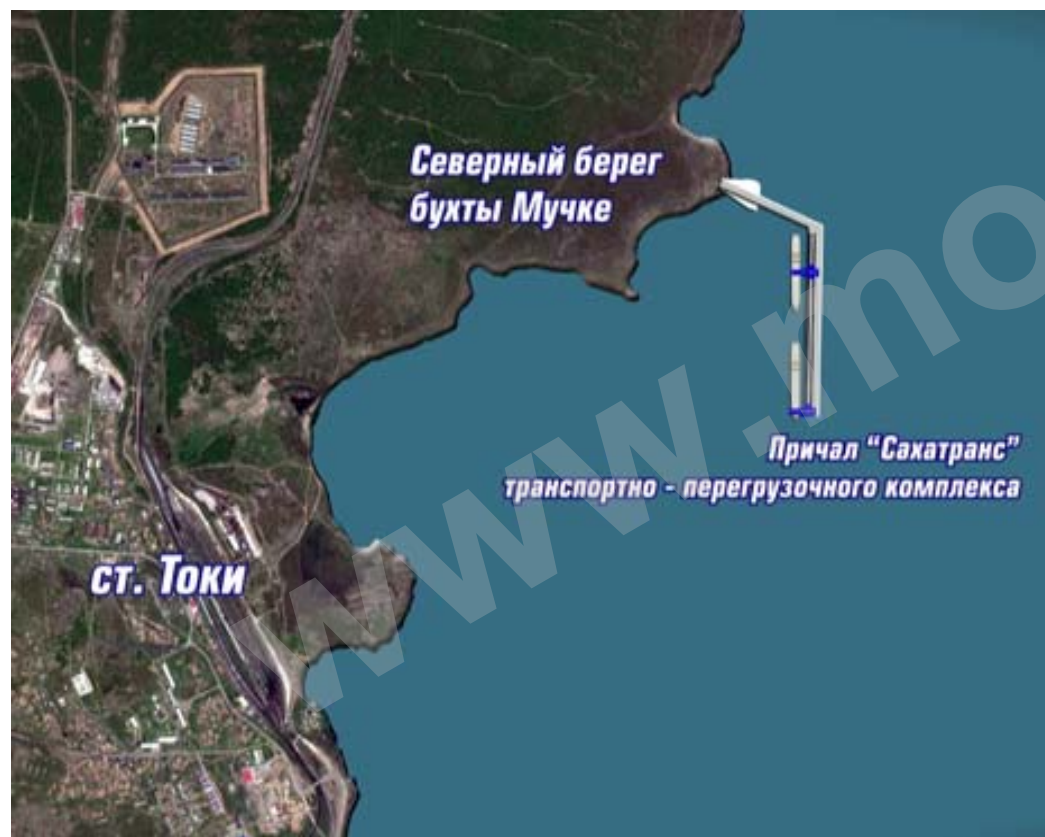 Северный берег
бухты Мучке
Причал "Сахатранс"
транспортно - перегрузочного комплекса
ст. Токи
www.mo